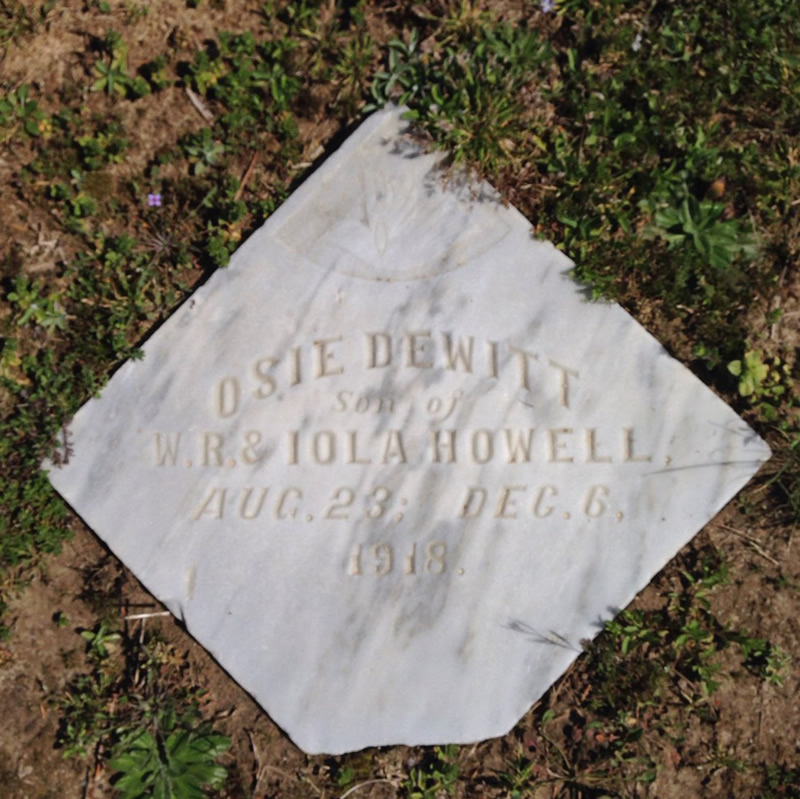 OSIE DEWITT
Son of
W.R.& IOLA HOWELL,
AUG.23; DEC.6,
1918.